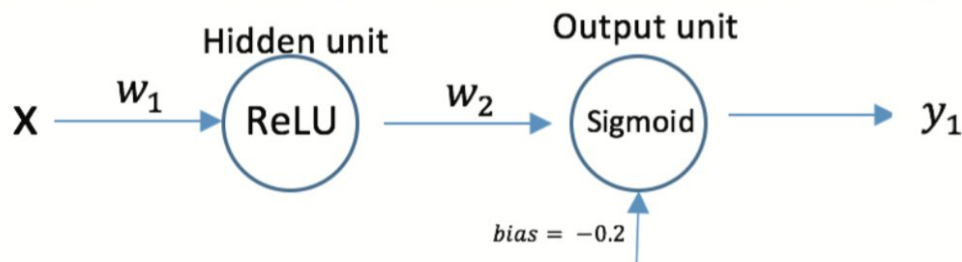 Hidden unit
Output unit
X
w₁
ReLU
w₂
Sigmoid
y₁
bias = −0.2